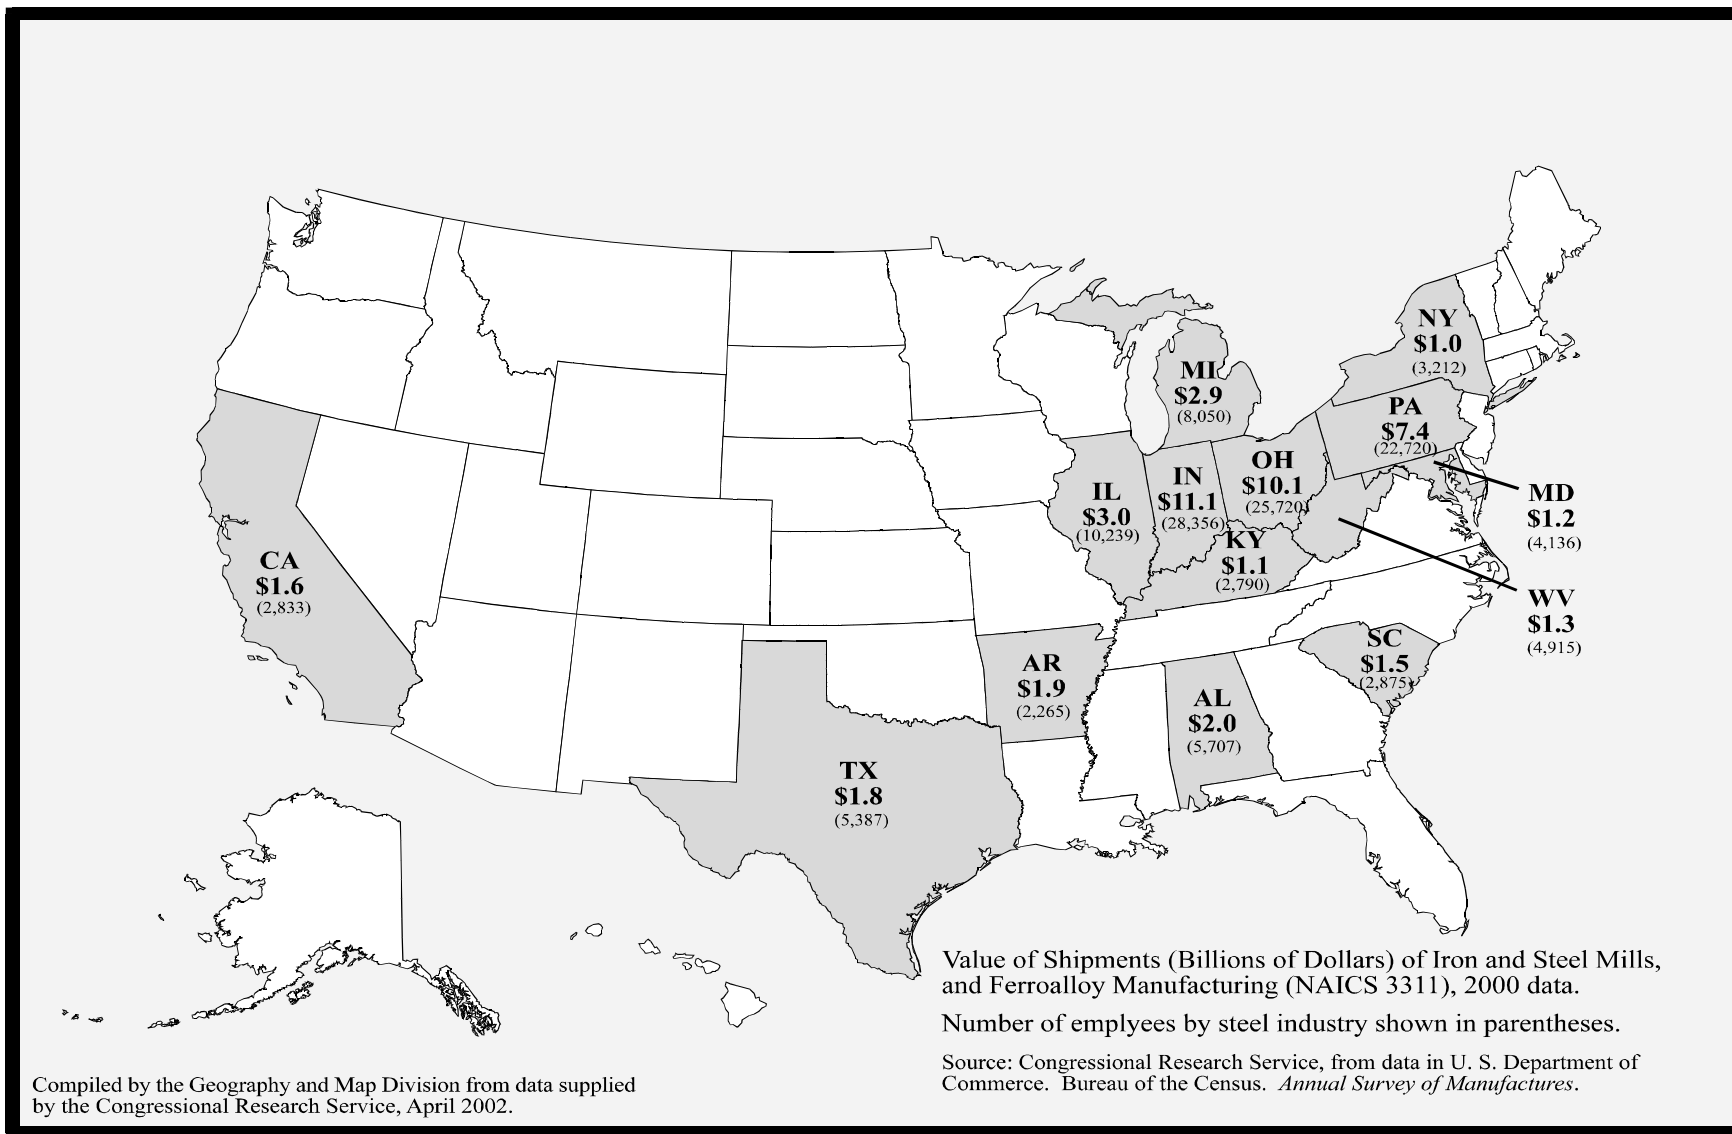 NY
$1.0
(3,212)
MI
$2.9
(8,050)
PA
$7.4
(22,720)
OH
$10.1
(25,720)
IN
$11.1
(28,356)
IL
$3.0
(10,239)
MD
$1.2
(4,136)
KY
$1.1
(2,790)
CA
$1.6
(2,833)
WV
$1.3
(4,915)
SC
$1.5
(2,875)
AR
$1.9
(2,265)
AL
$2.0
(5,707)
TX
$1.8
(5,387)
Value of Shipments (Billions of Dollars) of Iron and Steel Mills,
and Ferroalloy Manufacturing (NAICS 3311), 2000 data.
Number of emplyees by steel industry shown in parentheses.
Source: Congressional Research Service, from data in U. S. Department of
Commerce. Bureau of the Census. Annual Survey of Manufactures.
Compiled by the Geography and Map Division from data supplied
by the Congressional Research Service, April 2002.